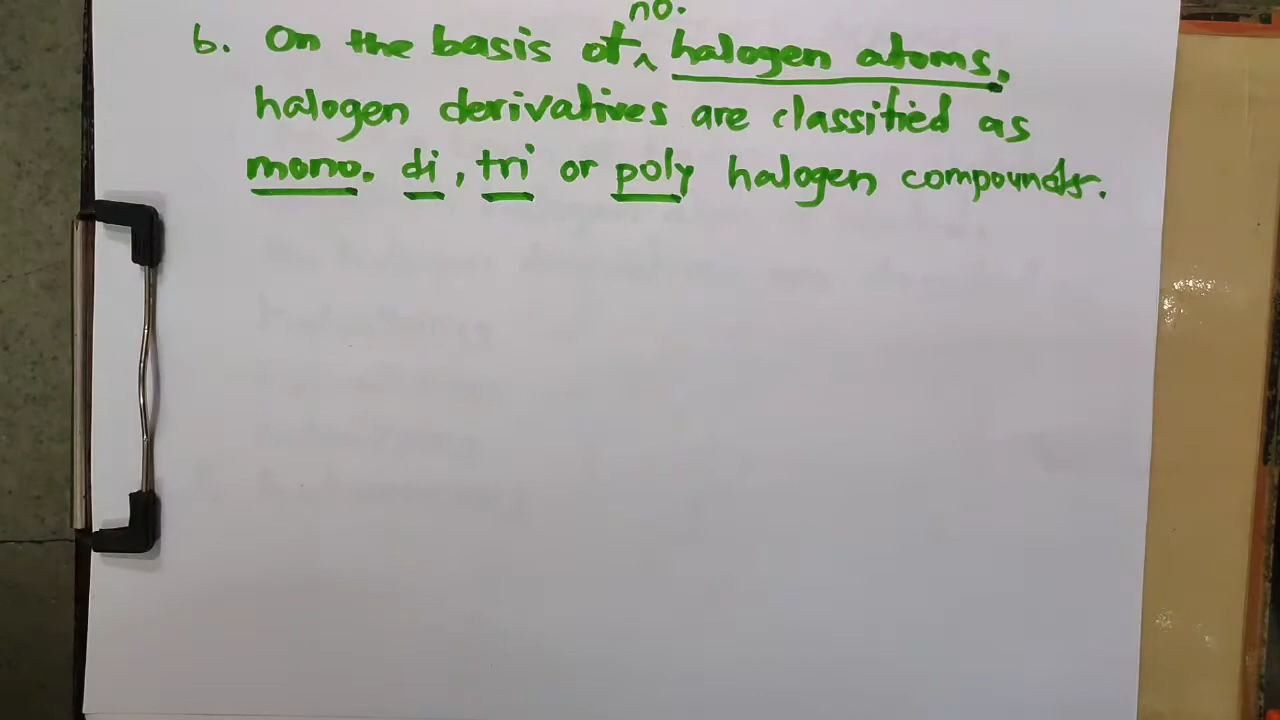 no.
b. On the basis of ^ halogen atoms,
halogen derivatives are classified as
mono, di, tri or poly halogen compounds.